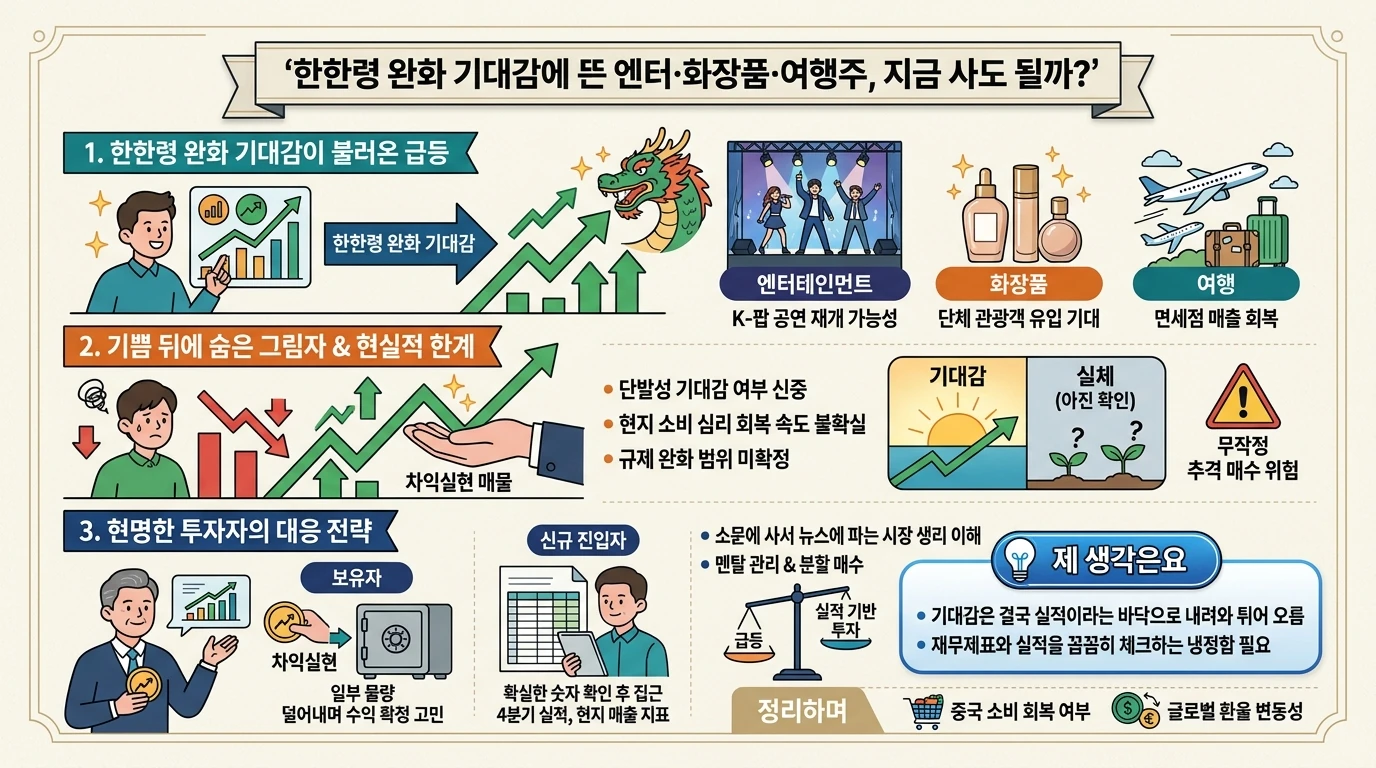 ‘한한령 완화 기대감에 뜬 엔터·화장품·여행주, 지금 사도 될까?’
1. 한한령 완화 기대감이 불러온 급등
한한령 완화 기대감
엔터테인먼트
K-팝 공연 재개 가능성
화장품
단체 관광객 유입 기대
여행
면세점 매출 회복
2. 기쁨 뒤에 숨은 그림자 & 현실적 한계
차익실현 매물
• 단발성 기대감 여부 신중
• 현지 소비 심리 회복 속도 불확실
• 규제 완화 범위 미확정
기대감
실체
(아진 확인)
? ?
!
무작정
추격 매수 위험
3. 현명한 투자자의 대응 전략
보유자
차익실현
일부 물량
덜어내며 수익 확정 고민
신규 진입자
확실한 숫자 확인 후 집근
4분기 실적, 현지 매출 지표
• 소문에 사서 뉴스에 파는 시장 생리 이해
• 멘탈 관리 & 분할 매수
급등
실적 기반
투자
제 생각은요
• 기대감은 결국 실적이라는 바닥으로 내려와 튀어 오름
• 재무제표와 실적을 꼼꼼히 체크하는 냉정함 필요
정리하며
중국 소비 회복 여부
$ €
글로벌 환율 변동성